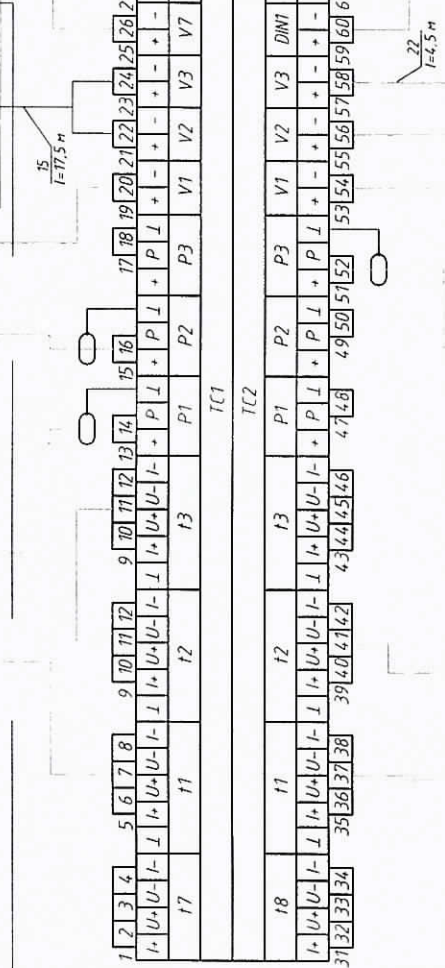 1 2 3 4 5 6 7 8 9 10 11 12 9 10 11 12 13 14 15 16 17 18 19 20 21 22 23 24 25 26 2
I+ U+ U- I- ⊥ I+ U+ U- I- ⊥ I+ U+ U- I- ⊥ I+ U+ U- I- + P ⊥ + P ⊥ + P ⊥ + - + - + - + -
t7 t1 t2 t3 P1 P2 P3 V1 V2 V3 V7
15
l=17,5 м
TC1
TC2
t8 t1 t2 t3 P1 P2 P3 V1 V2 V3 DIN1
I+ U+ U- I- ⊥ I+ U+ U- I- ⊥ I+ U+ U- I- ⊥ I+ U+ U- I- + P ⊥ + P ⊥ + P ⊥ + - + - + - + -
31 32 33 34 35 36 37 38 39 40 41 42 43 44 45 46 47 48 49 50 51 52 53 54 55 56 57 58 59 60 6
22
l=4,5 м